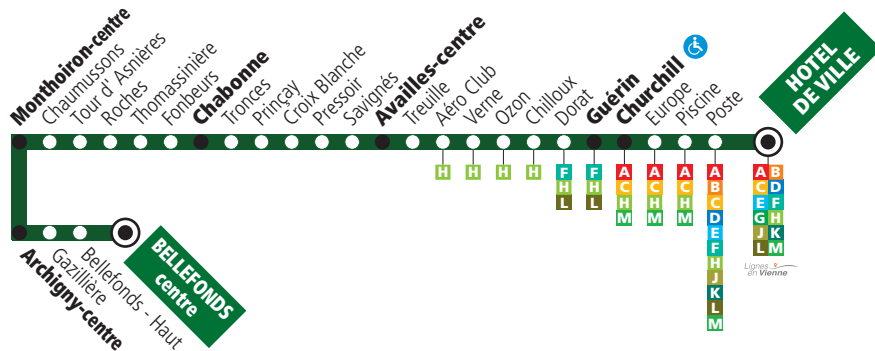 Monthoiron-centre
Chaumussons
Tour d' Asnières
Roches
Thomassinière
Fonbeurs
Chabonne
Tronces
Prinçay
Croix Blanche
Pressoir
Savignés
Availles-centre
Treuille
Aéro Club
Verne
Ozon
Chilloux
Dorat
Guérin
Churchill
Europe
Piscine
Poste
HOTEL
DE VILLE
H
H
H
H
F
H
L
F
H
L
A
C
H
M
A
C
H
M
A
C
H
M
A
B
C
D
E
F
H
J
K
L
M
A B
C D
E F
G H
J K
L M
Lignes
en Vienne
Archigny-centre
Gazillière
Bellefonds - Haut
BELLEFONDS
centre